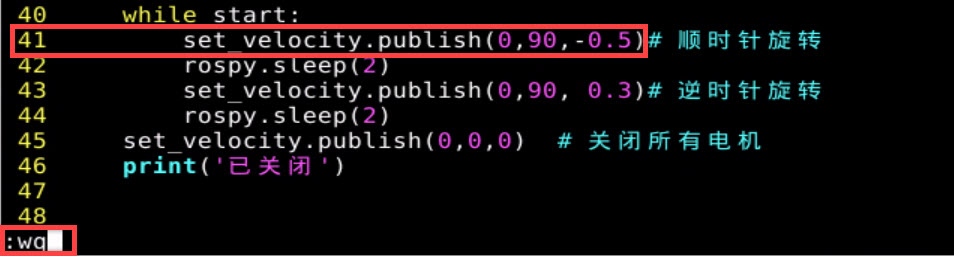 40     while start:
41         set_velocity.publish(0,90,-0.5)# 顺时针旋转
42         rospy.sleep(2)
43         set_velocity.publish(0,90, 0.3)# 逆时针旋转
44         rospy.sleep(2)
45     set_velocity.publish(0,0,0)  # 关闭所有电机
46     print('已关闭')
47
48
:wq